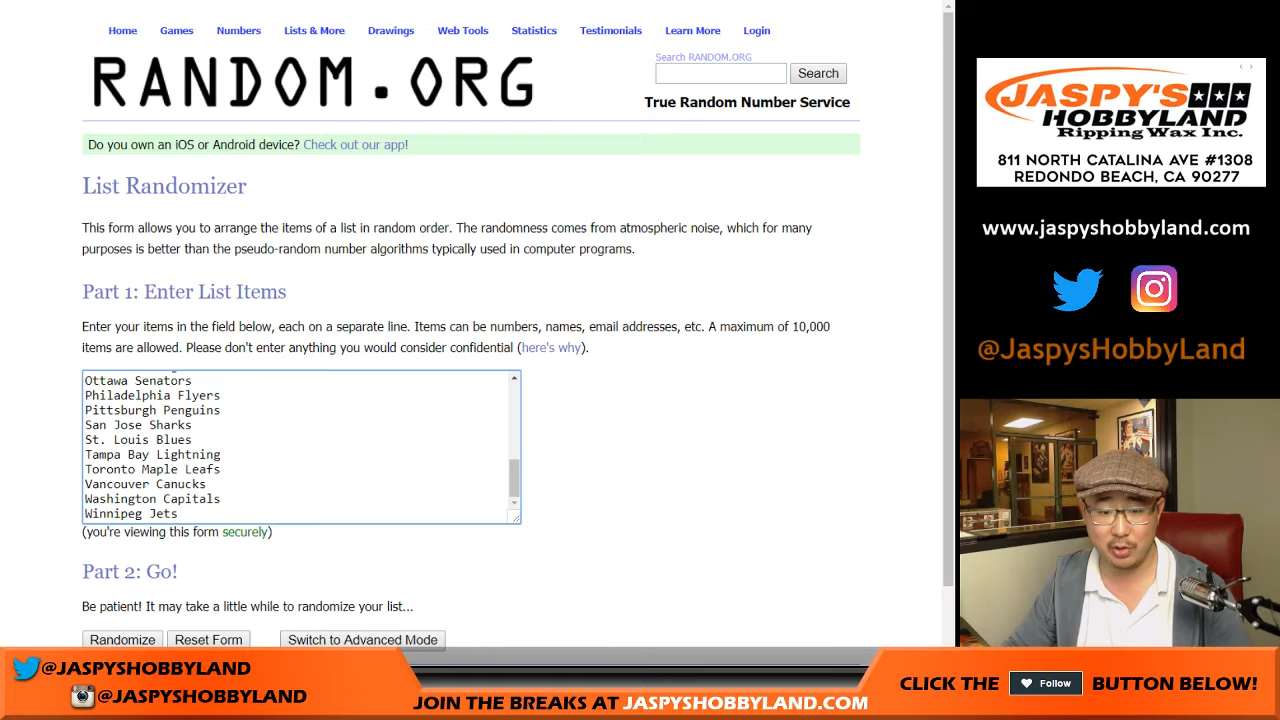 Home Games Numbers Lists & More Drawings Web Tools Statistics Testimonials Learn More Login
RANDOM.ORG
Search RANDOM.ORG
Search
True Random Number Service
Do you own an iOS or Android device? Check out our app!
List Randomizer
This form allows you to arrange the items of a list in random order. The randomness comes from atmospheric noise, which for many
purposes is better than the pseudo-random number algorithms typically used in computer programs.
Part 1: Enter List Items
Enter your items in the field below, each on a separate line. Items can be numbers, names, email addresses, etc. A maximum of 10,000
items are allowed. Please don't enter anything you would consider confidential (here's why).
Ottawa Senators
Philadelphia Flyers
Pittsburgh Penguins
San Jose Sharks
St. Louis Blues
Tampa Bay Lightning
Toronto Maple Leafs
Vancouver Canucks
Washington Capitals
Winnipeg Jets
(you're viewing this form securely)
Part 2: Go!
Be patient! It may take a little while to randomize your list...
Randomize Reset Form Switch to Advanced Mode
JASPY'S
HOBBYLAND
Ripping Wax Inc.
811 NORTH CATALINA AVE #1308
REDONDO BEACH, CA 90277
www.jaspyshobbyland.com
@JaspysHobbyLand
@JASPYSHOBBYLAND
@JASPYSHOBBYLAND
JOIN THE BREAKS AT JASPYSHOBBYLAND.COM
CLICK THE Follow BUTTON BELOW!